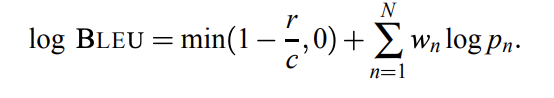 log BLEU = min(1 − r/c, 0) + ∑_{n=1}^{N} w_n log p_n.